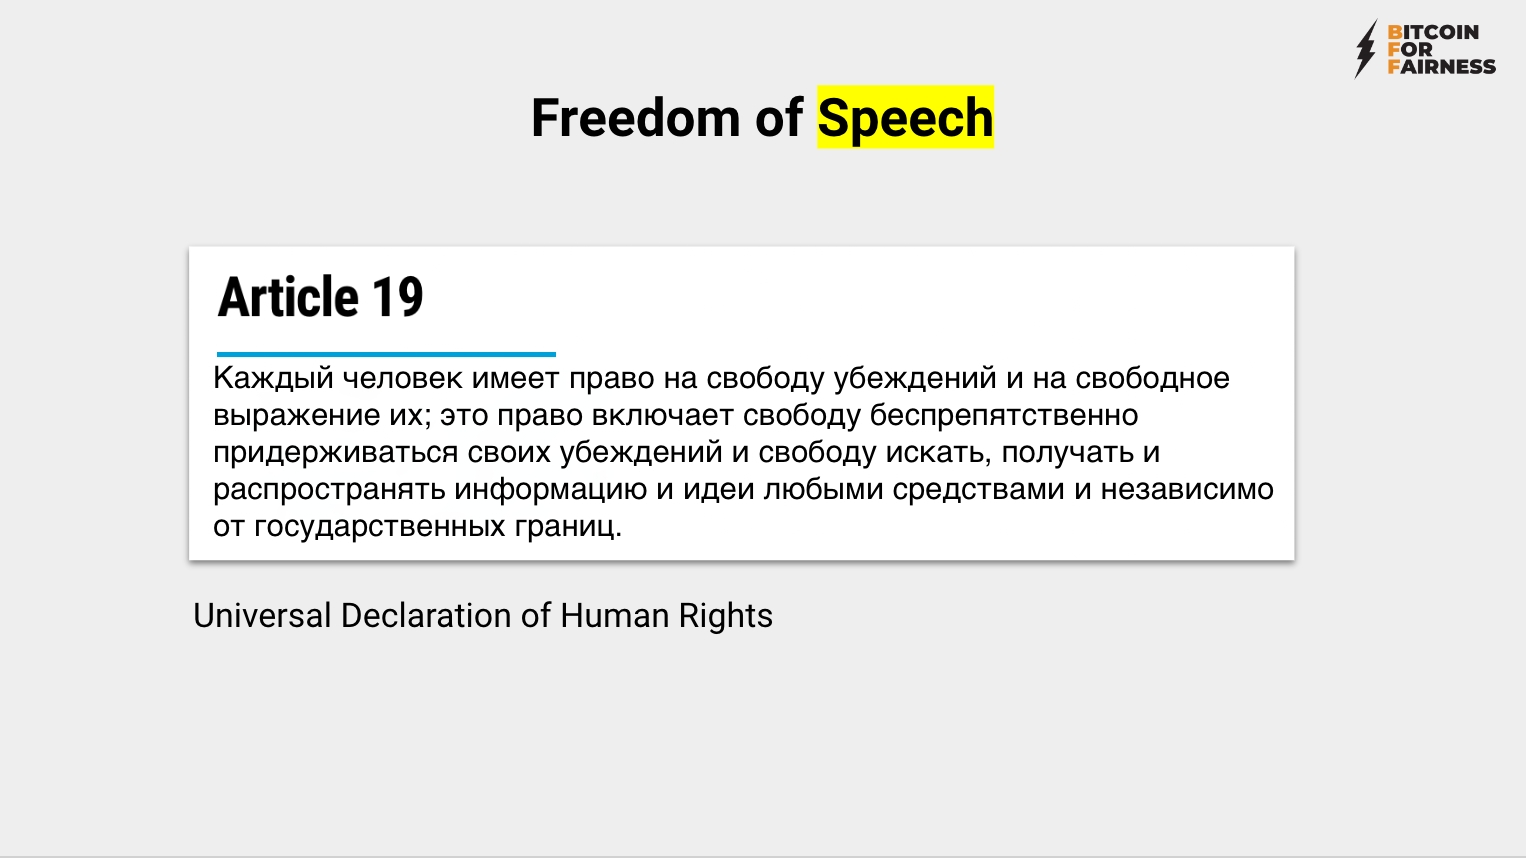 BITCOIN
FOR
FAIRNESS
Freedom of Speech
Article 19
Каждый человек имеет право на свободу убеждений и на свободное
выражение их; это право включает свободу беспрепятственно
придерживаться своих убеждений и свободу искать, получать и
распространять информацию и идеи любыми средствами и независимо
от государственных границ.
Universal Declaration of Human Rights